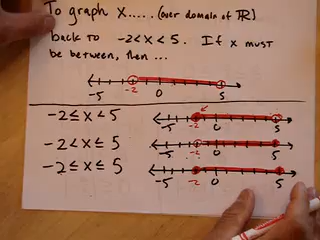 To graph x..... (over domain of ℝ)
back to -2<x<5. If x must
be between, then ...
-5 -2 0 5
-2 ≤ x < 5 -5 -2 0 5
-2 < x ≤ 5 -5 -2 0 5
-2 ≤ x ≤ 5 -5 -2 0 5